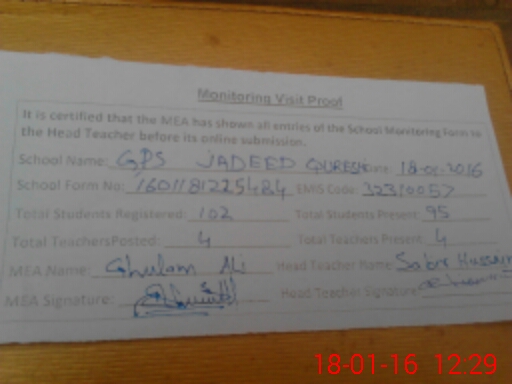 Monitoring Visit Proof
It is certified that the MEA has shown all entries of the School Monitoring Form to
the Head Teacher before its online submission.
School Name: GPS JADEED QURESHI Date: 18-01-2016
School Form No: 1601181225484 EMIS Code: 32310057
Total Students Registered: 102 Total Students Present: 95
Total TeachersPosted: 4 Total Teachers Present: 4
MEA Name: Ghulam Ali Head Teacher Name: Sabir Hussain
MEA Signature: Head Teacher Signature:
18-01-16 12:29